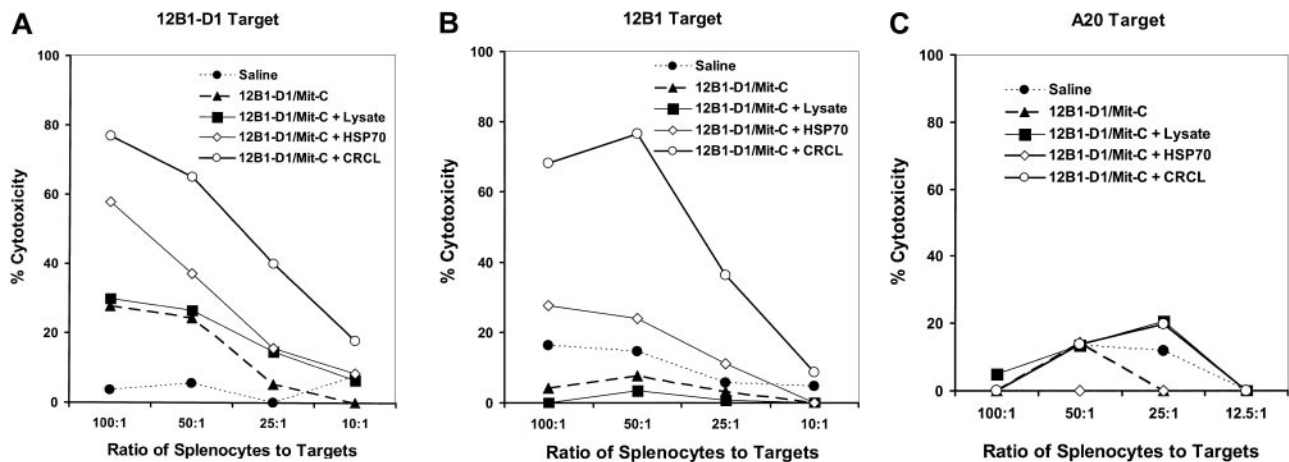 A
12B1-D1 Target
% Cytotoxicity
100
80
60
40
20
0
Saline
12B1-D1/Mit-C
12B1-D1/Mit-C + Lysate
12B1-D1/Mit-C + HSP70
12B1-D1/Mit-C + CRCL
100:1 50:1 25:1 10:1
Ratio of Splenocytes to Targets
B
12B1 Target
% Cytotoxicity
100
80
60
40
20
0
Saline
12B1-D1/Mit-C
12B1-D1/Mit-C + Lysate
12B1-D1/Mit-C + HSP70
12B1-D1/Mit-C + CRCL
100:1 50:1 25:1 10:1
Ratio of Splenocytes to Targets
C
A20 Target
% Cytotoxicity
100
80
60
40
20
0
Saline
12B1-D1/Mit-C
12B1-D1/Mit-C + Lysate
12B1-D1/Mit-C + HSP70
12B1-D1/Mit-C + CRCL
100:1 50:1 25:1 12.5:1
Ratio of Splenocytes to Targets